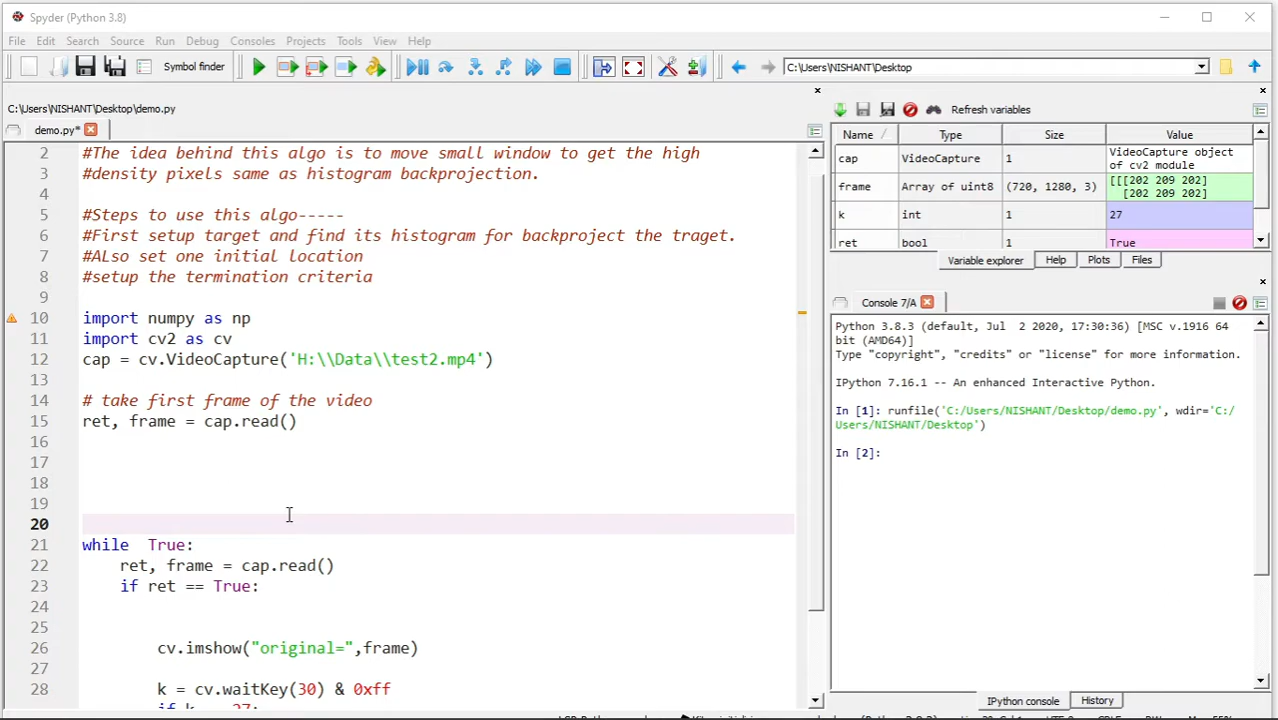 Spyder (Python 3.8)
File Edit Search Source Run Debug Consoles Projects Tools View Help
Symbol finder
C:\Users\NISHANT\Desktop
C:\Users\NISHANT\Desktop\demo.py
demo.py*
2 #The idea behind this algo is to move small window to get the high
3 #density pixels same as histogram backprojection.
4
5 #Steps to use this algo-----
6 #First setup target and find its histogram for backproject the traget.
7 #ALso set one initial location
8 #setup the termination criteria
9
10 import numpy as np
11 import cv2 as cv
12 cap = cv.VideoCapture('H:\\Data\\test2.mp4')
13
14 # take first frame of the video
15 ret, frame = cap.read()
16
17
18
19
20
21 while  True:
22 ret, frame = cap.read()
23 if ret == True:
24
25
26 cv.imshow("original=",frame)
27
28 k = cv.waitKey(30) & 0xff
Refresh variables
Name Type Size Value
cap VideoCapture 1 VideoCapture object
of cv2 module
frame Array of uint8 (720, 1280, 3) [[[202 209 202]
[202 209 202]
k int 1 27
ret bool 1 True
Variable explorer Help Plots Files
Console 7/A
Python 3.8.3 (default, Jul  2 2020, 17:30:36) [MSC v.1916 64
bit (AMD64)]
Type "copyright", "credits" or "license" for more information.
IPython 7.16.1 -- An enhanced Interactive Python.
In [1]: runfile('C:/Users/NISHANT/Desktop/demo.py', wdir='C:/
Users/NISHANT/Desktop')
In [2]:
IPython console History